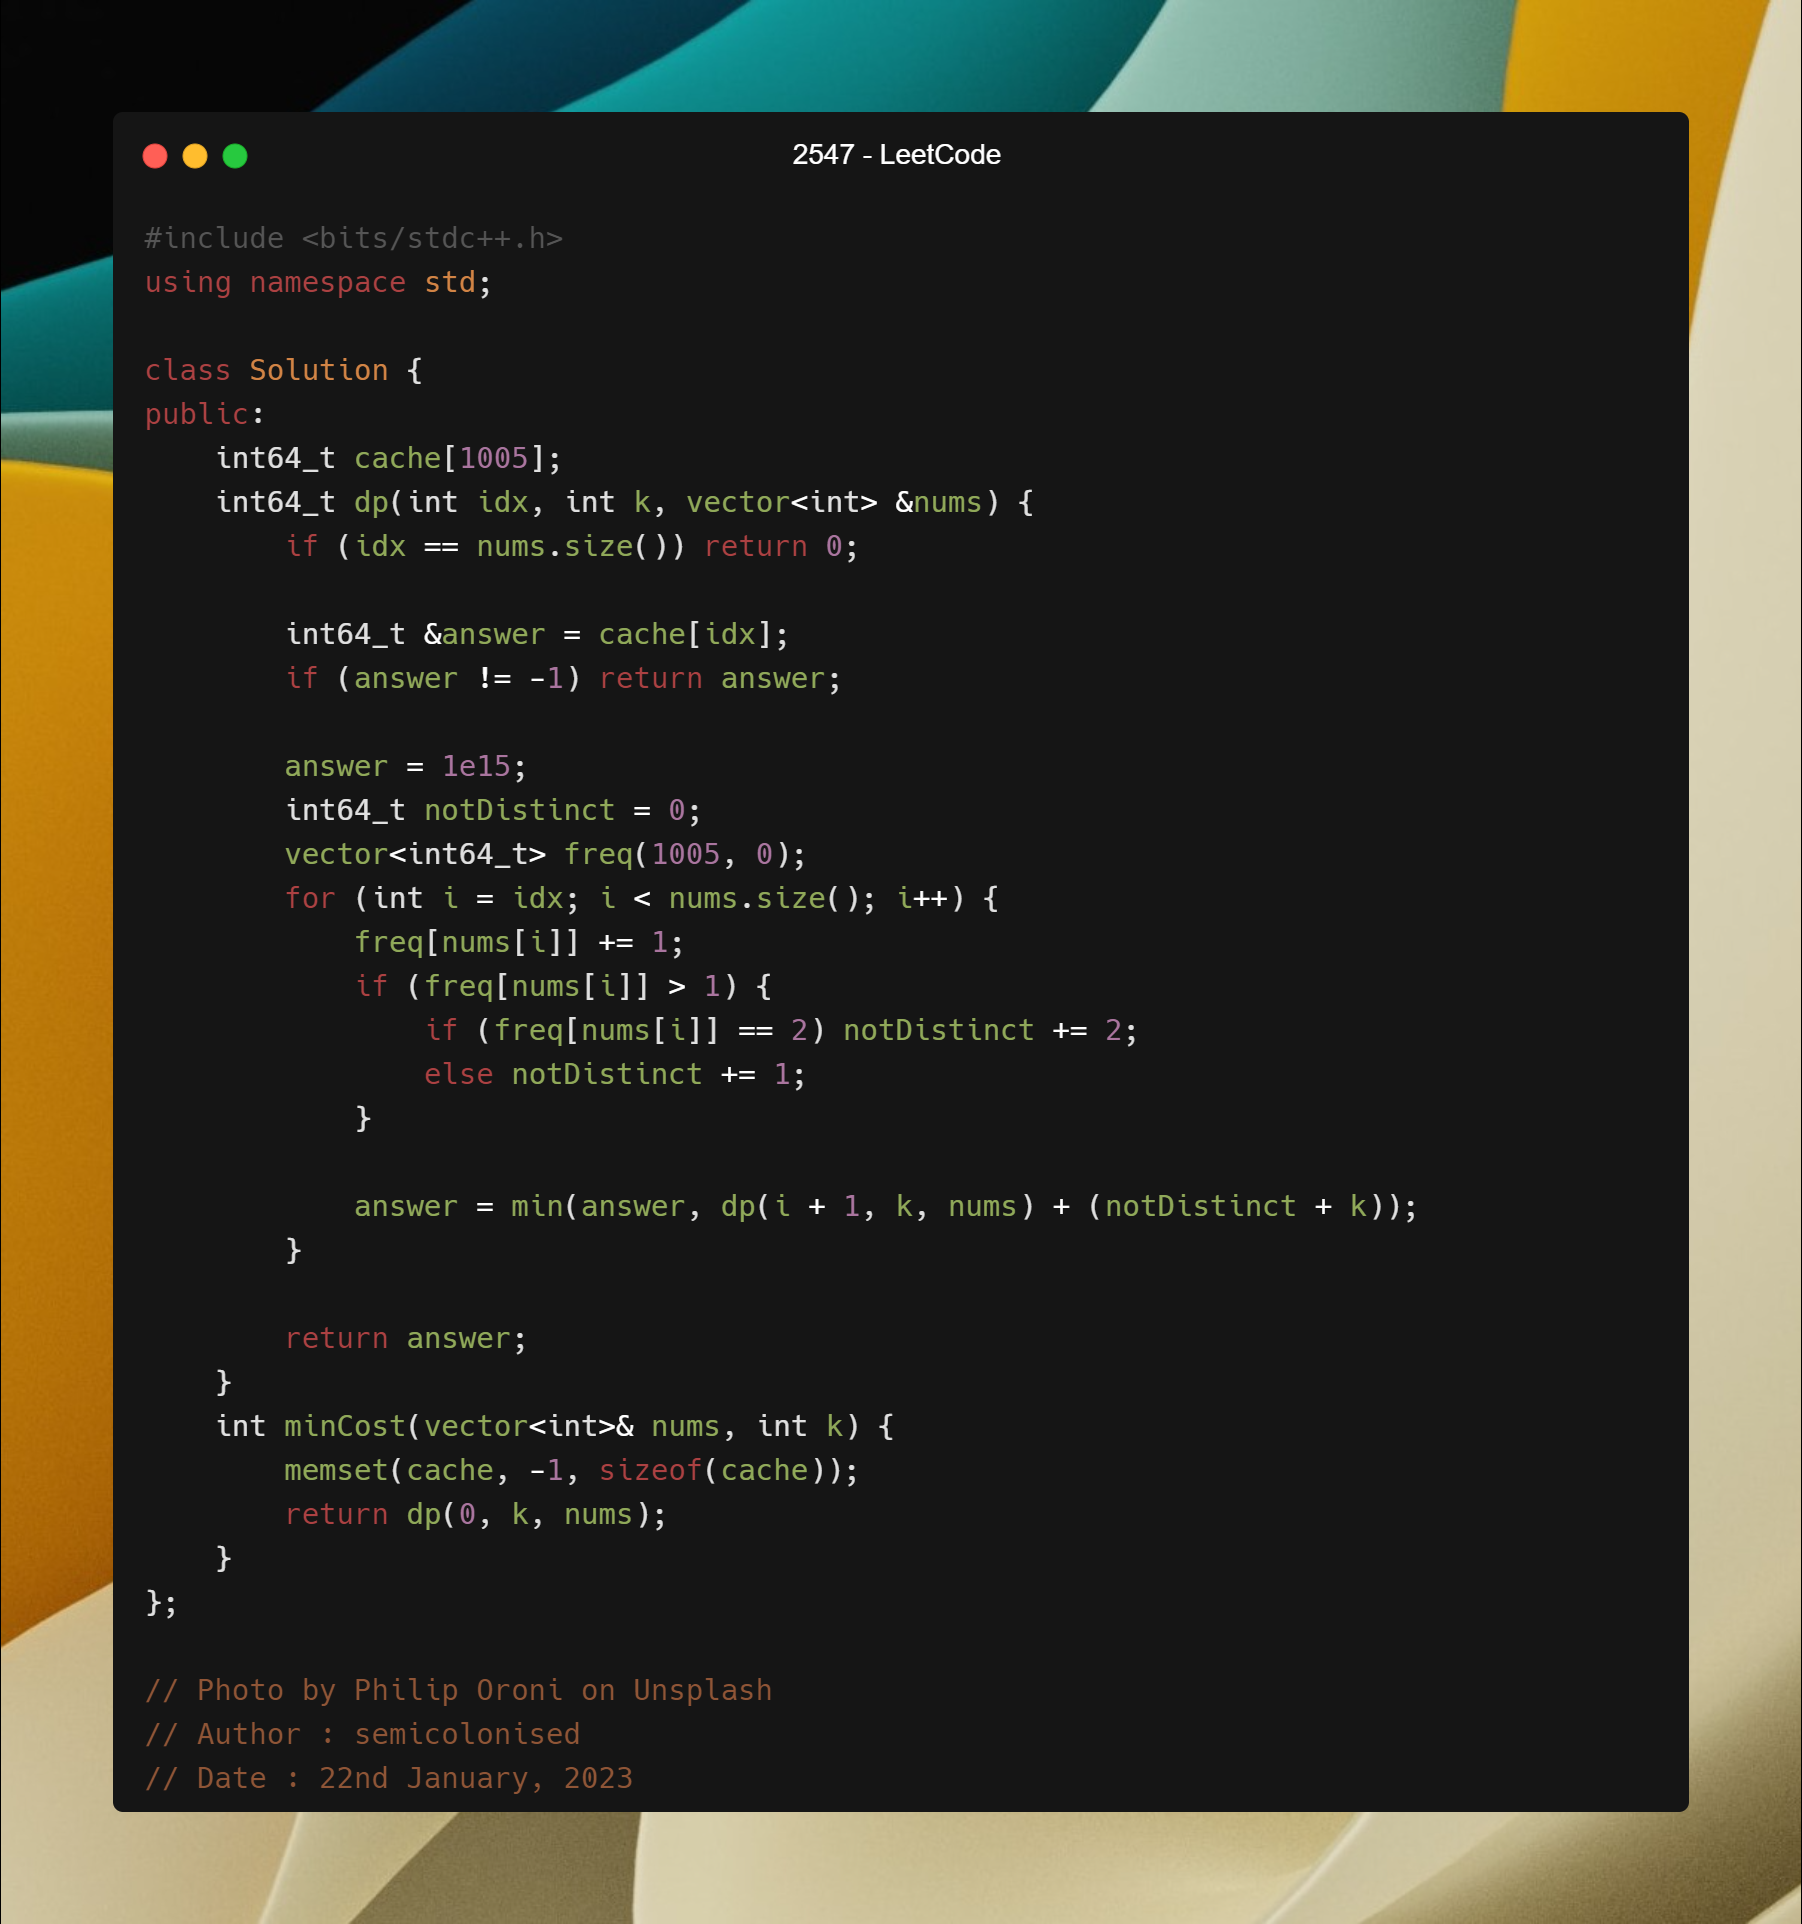 2547 - LeetCode
#include <bits/stdc++.h>
using namespace std;
class Solution {
public:
    int64_t cache[1005];
    int64_t dp(int idx, int k, vector<int> &nums) {
        if (idx == nums.size()) return 0;
        int64_t &answer = cache[idx];
        if (answer != -1) return answer;
        answer = 1e15;
        int64_t notDistinct = 0;
        vector<int64_t> freq(1005, 0);
        for (int i = idx; i < nums.size(); i++) {
            freq[nums[i]] += 1;
            if (freq[nums[i]] > 1) {
                if (freq[nums[i]] == 2) notDistinct += 2;
                else notDistinct += 1;
            }
            answer = min(answer, dp(i + 1, k, nums) + (notDistinct + k));
        }
        return answer;
    }
    int minCost(vector<int>& nums, int k) {
        memset(cache, -1, sizeof(cache));
        return dp(0, k, nums);
    }
};
// Photo by Philip Oroni on Unsplash
// Author : semicolonised
// Date : 22nd January, 2023